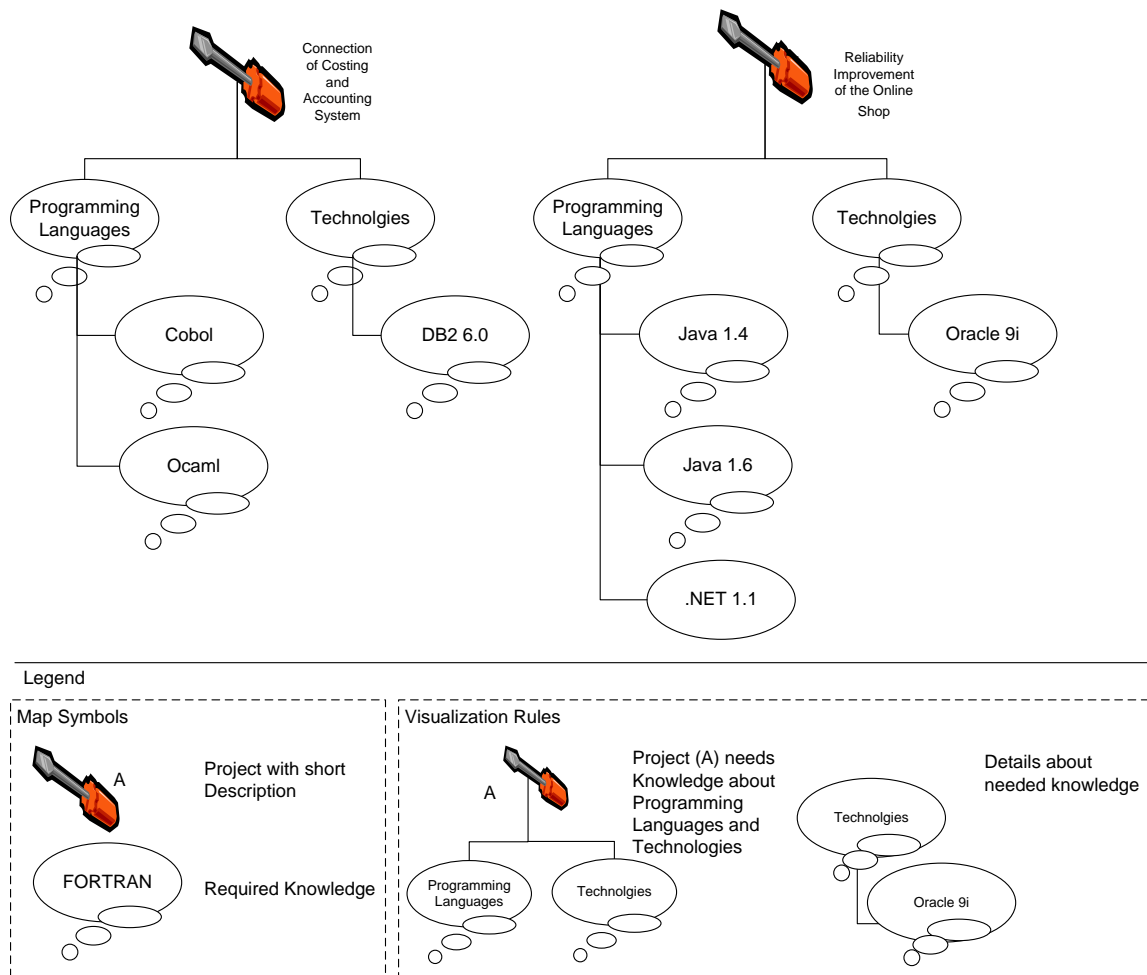 Connection
of Costing
and
Accounting
System
Reliability
Improvement
of the Online
Shop
Programming
Languages
Technolgies
Programming
Languages
Technolgies
Cobol
DB2 6.0
Java 1.4
Oracle 9i
Ocaml
Java 1.6
.NET 1.1
Legend
Map Symbols
A
Project with short
Description
FORTRAN
Required Knowledge
Visualization Rules
A
Project (A) needs
Knowledge about
Programming
Languages and
Technologies
Programming
Languages
Technolgies
Details about
needed knowledge
Technolgies
Oracle 9i